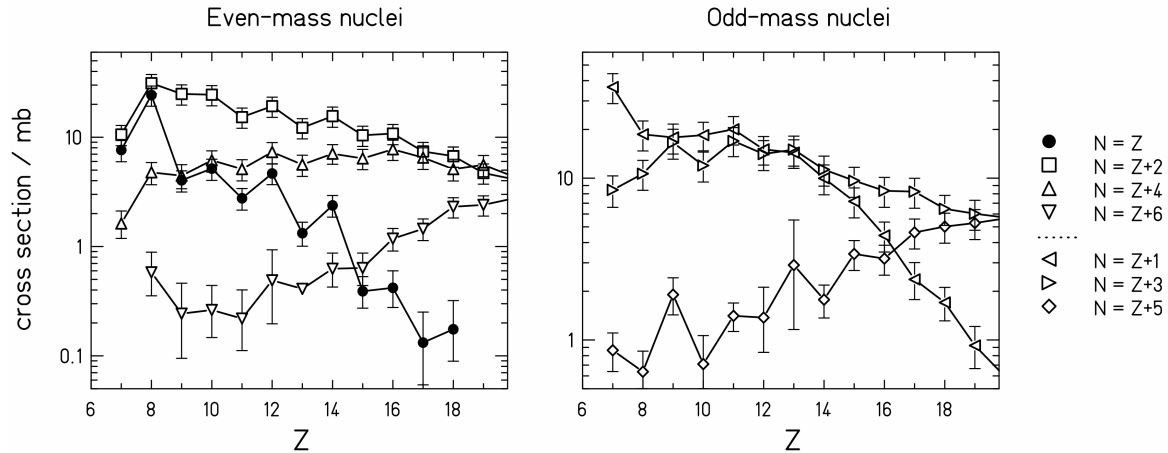 Even-mass nuclei
Odd-mass nuclei
cross section / mb
10
1
0.1
6 8 10 12 14 16 18
Z
10
1
6 8 10 12 14 16 18
Z
N = Z
N = Z+2
N = Z+4
N = Z+6
N = Z+1
N = Z+3
N = Z+5